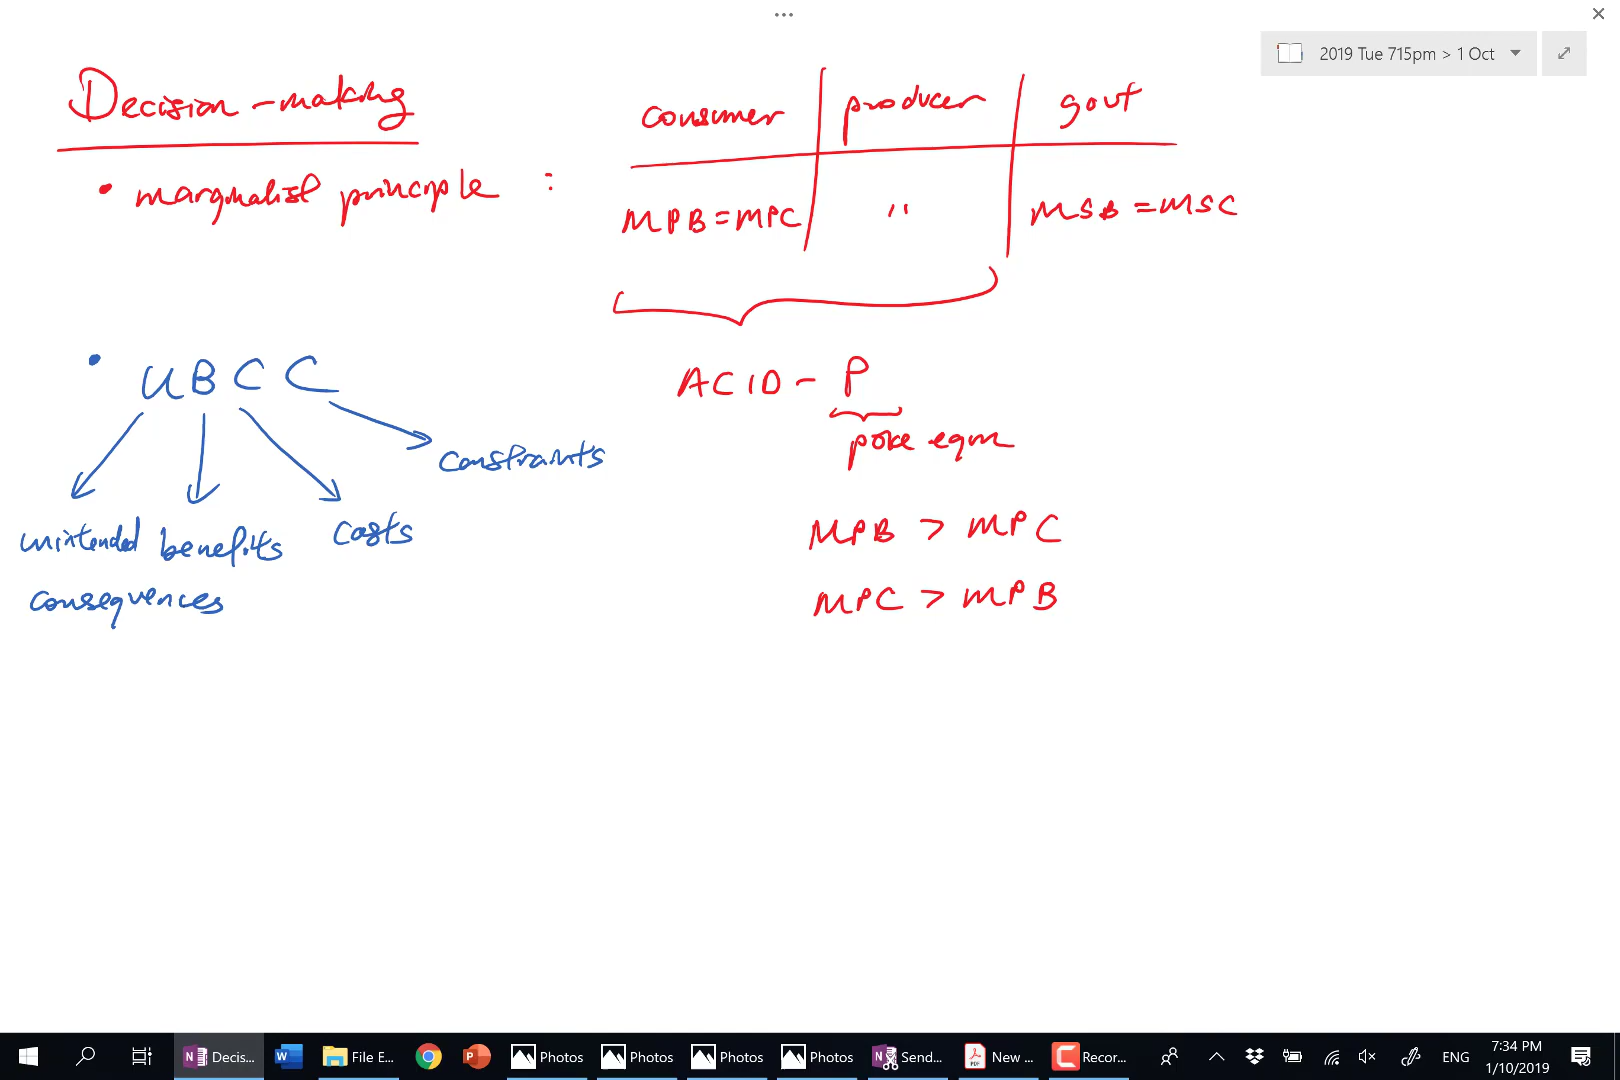 2019 Tue 715pm > 1 Oct
Decision-making
• marginalist principle :
consumer producer govt
MPB = MPC " MSB = MSC
• UBCC
unintended consequences
benefits
costs
constraints
ACID - P
MPB > MPC
MPC > MPB
Decis...
File E...
Photos
Photos
Photos
Photos
Send...
New ...
Recor...
ENG
7:34 PM
1/10/2019